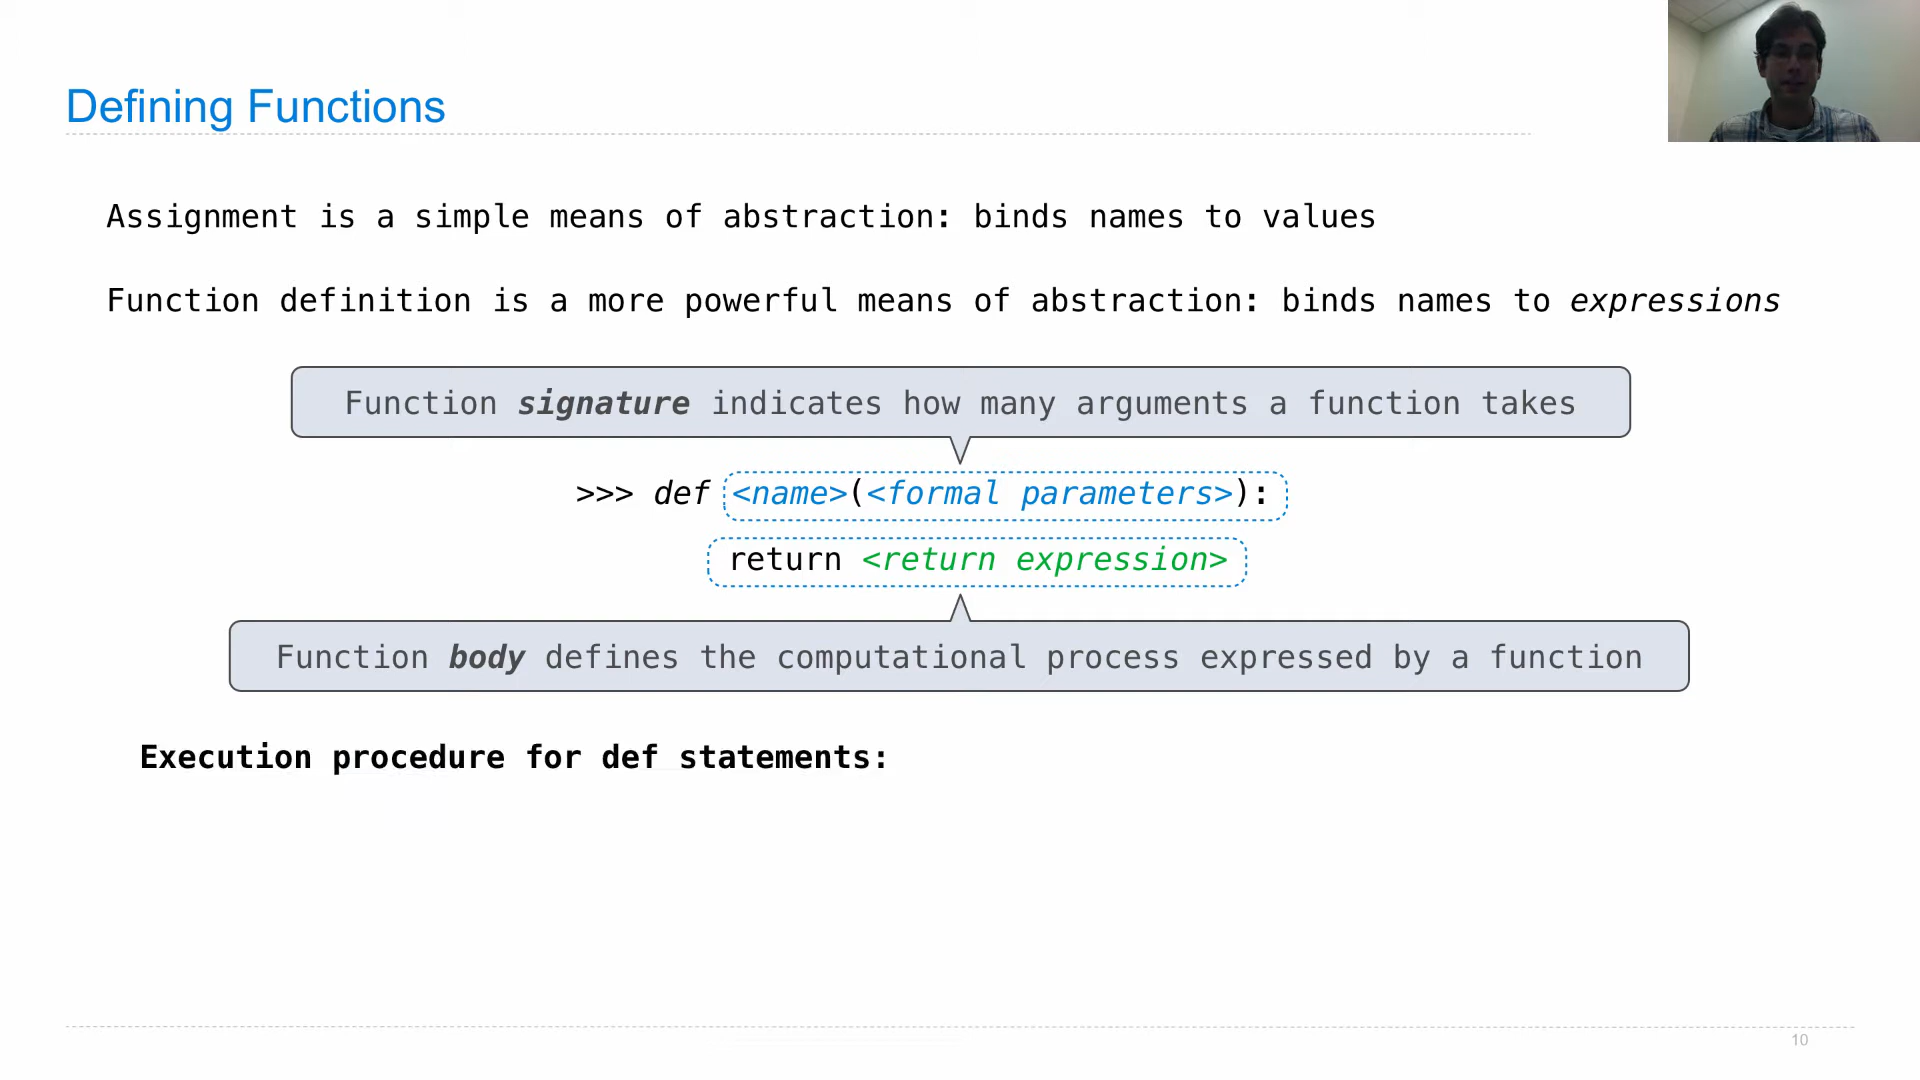 Defining Functions
Assignment is a simple means of abstraction: binds names to values
Function definition is a more powerful means of abstraction: binds names to expressions
Function signature indicates how many arguments a function takes
>>> def <name>(<formal parameters>):
return <return expression>
Function body defines the computational process expressed by a function
Execution procedure for def statements:
10